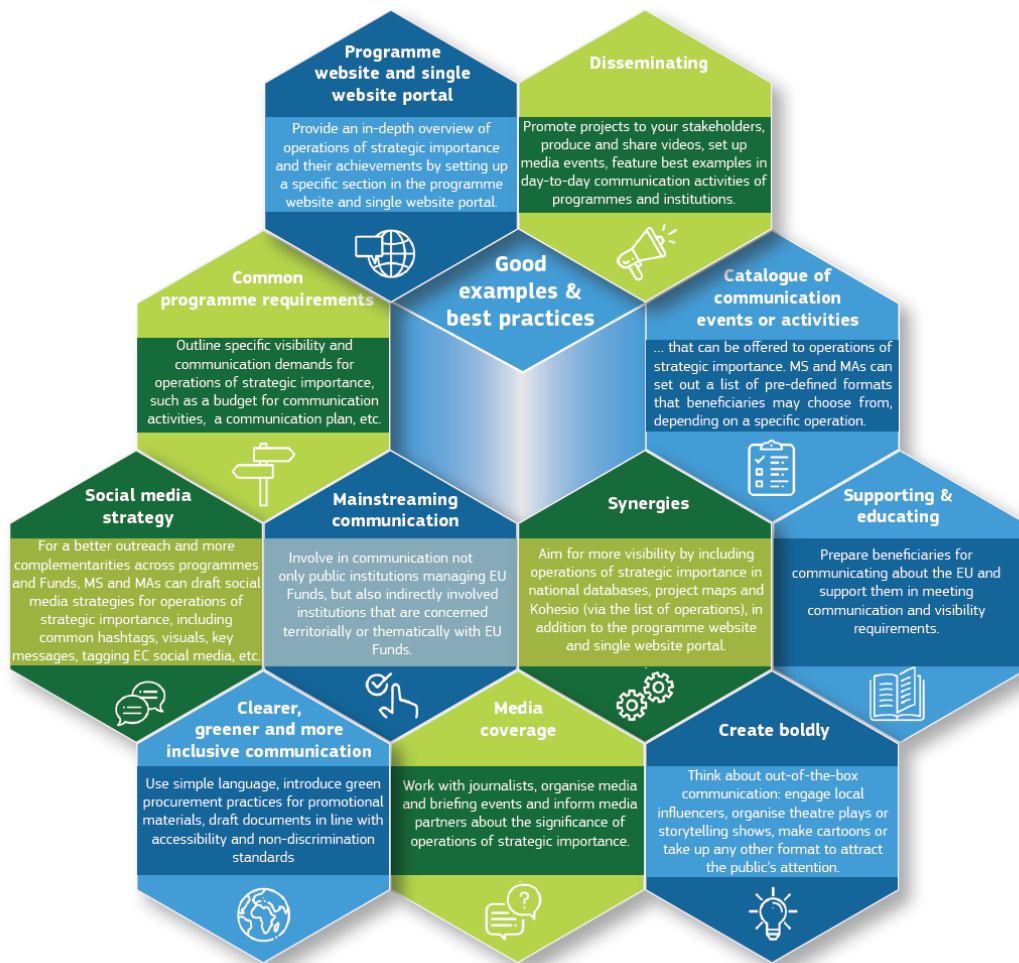 Programme
website and single
website portal
Provide an in-depth overview of
operations of strategic importance
and their achievements by setting up
a specific section in the programme
website and single website portal.
Disseminating
Promote projects to your stakeholders,
produce and share videos, set up
media events, feature best examples in
day-to-day communication activities of
programmes and institutions.
Good
examples &
best practices
Common
programme requirements
Outline specific visibility and
communication demands for
operations of strategic importance,
such as a budget for communication
activities, a communication plan, etc.
Catalogue of
communication
events or activities
... that can be offered to operations of
strategic importance. MS and MAs can
set out a list of pre-defined formats
that beneficiaries may choose from,
depending on a specific operation.
Social media
strategy
For a better outreach and more
complementarities across programmes
and Funds, MS and MAs can draft social
media strategies for operations of
strategic importance, including
common hashtags, visuals, key
messages, tagging EC social media, etc.
Mainstreaming
communication
Involve in communication not
only public institutions managing EU
Funds, but also indirectly involved
institutions that are concerned
territorially or thematically with EU
Funds.
Synergies
Aim for more visibility by including
operations of strategic importance in
national databases, project maps and
Kohesio (via the list of operations), in
addition to the programme website
and single website portal.
Supporting &
educating
Prepare beneficiaries for
communicating about the EU and
support them in meeting
communication and visibility
requirements.
Clearer,
greener and more
inclusive communication
Use simple language, introduce green
procurement practices for promotional
materials, draft documents in line with
accessibility and non-discrimination
standards
Media
coverage
Work with journalists, organise media
and briefing events and inform media
partners about the significance of
operations of strategic importance.
?
Create boldly
Think about out-of-the-box
communication: engage local
influencers, organise theatre plays or
storytelling shows, make cartoons or
take up any other format to attract
the public's attention.